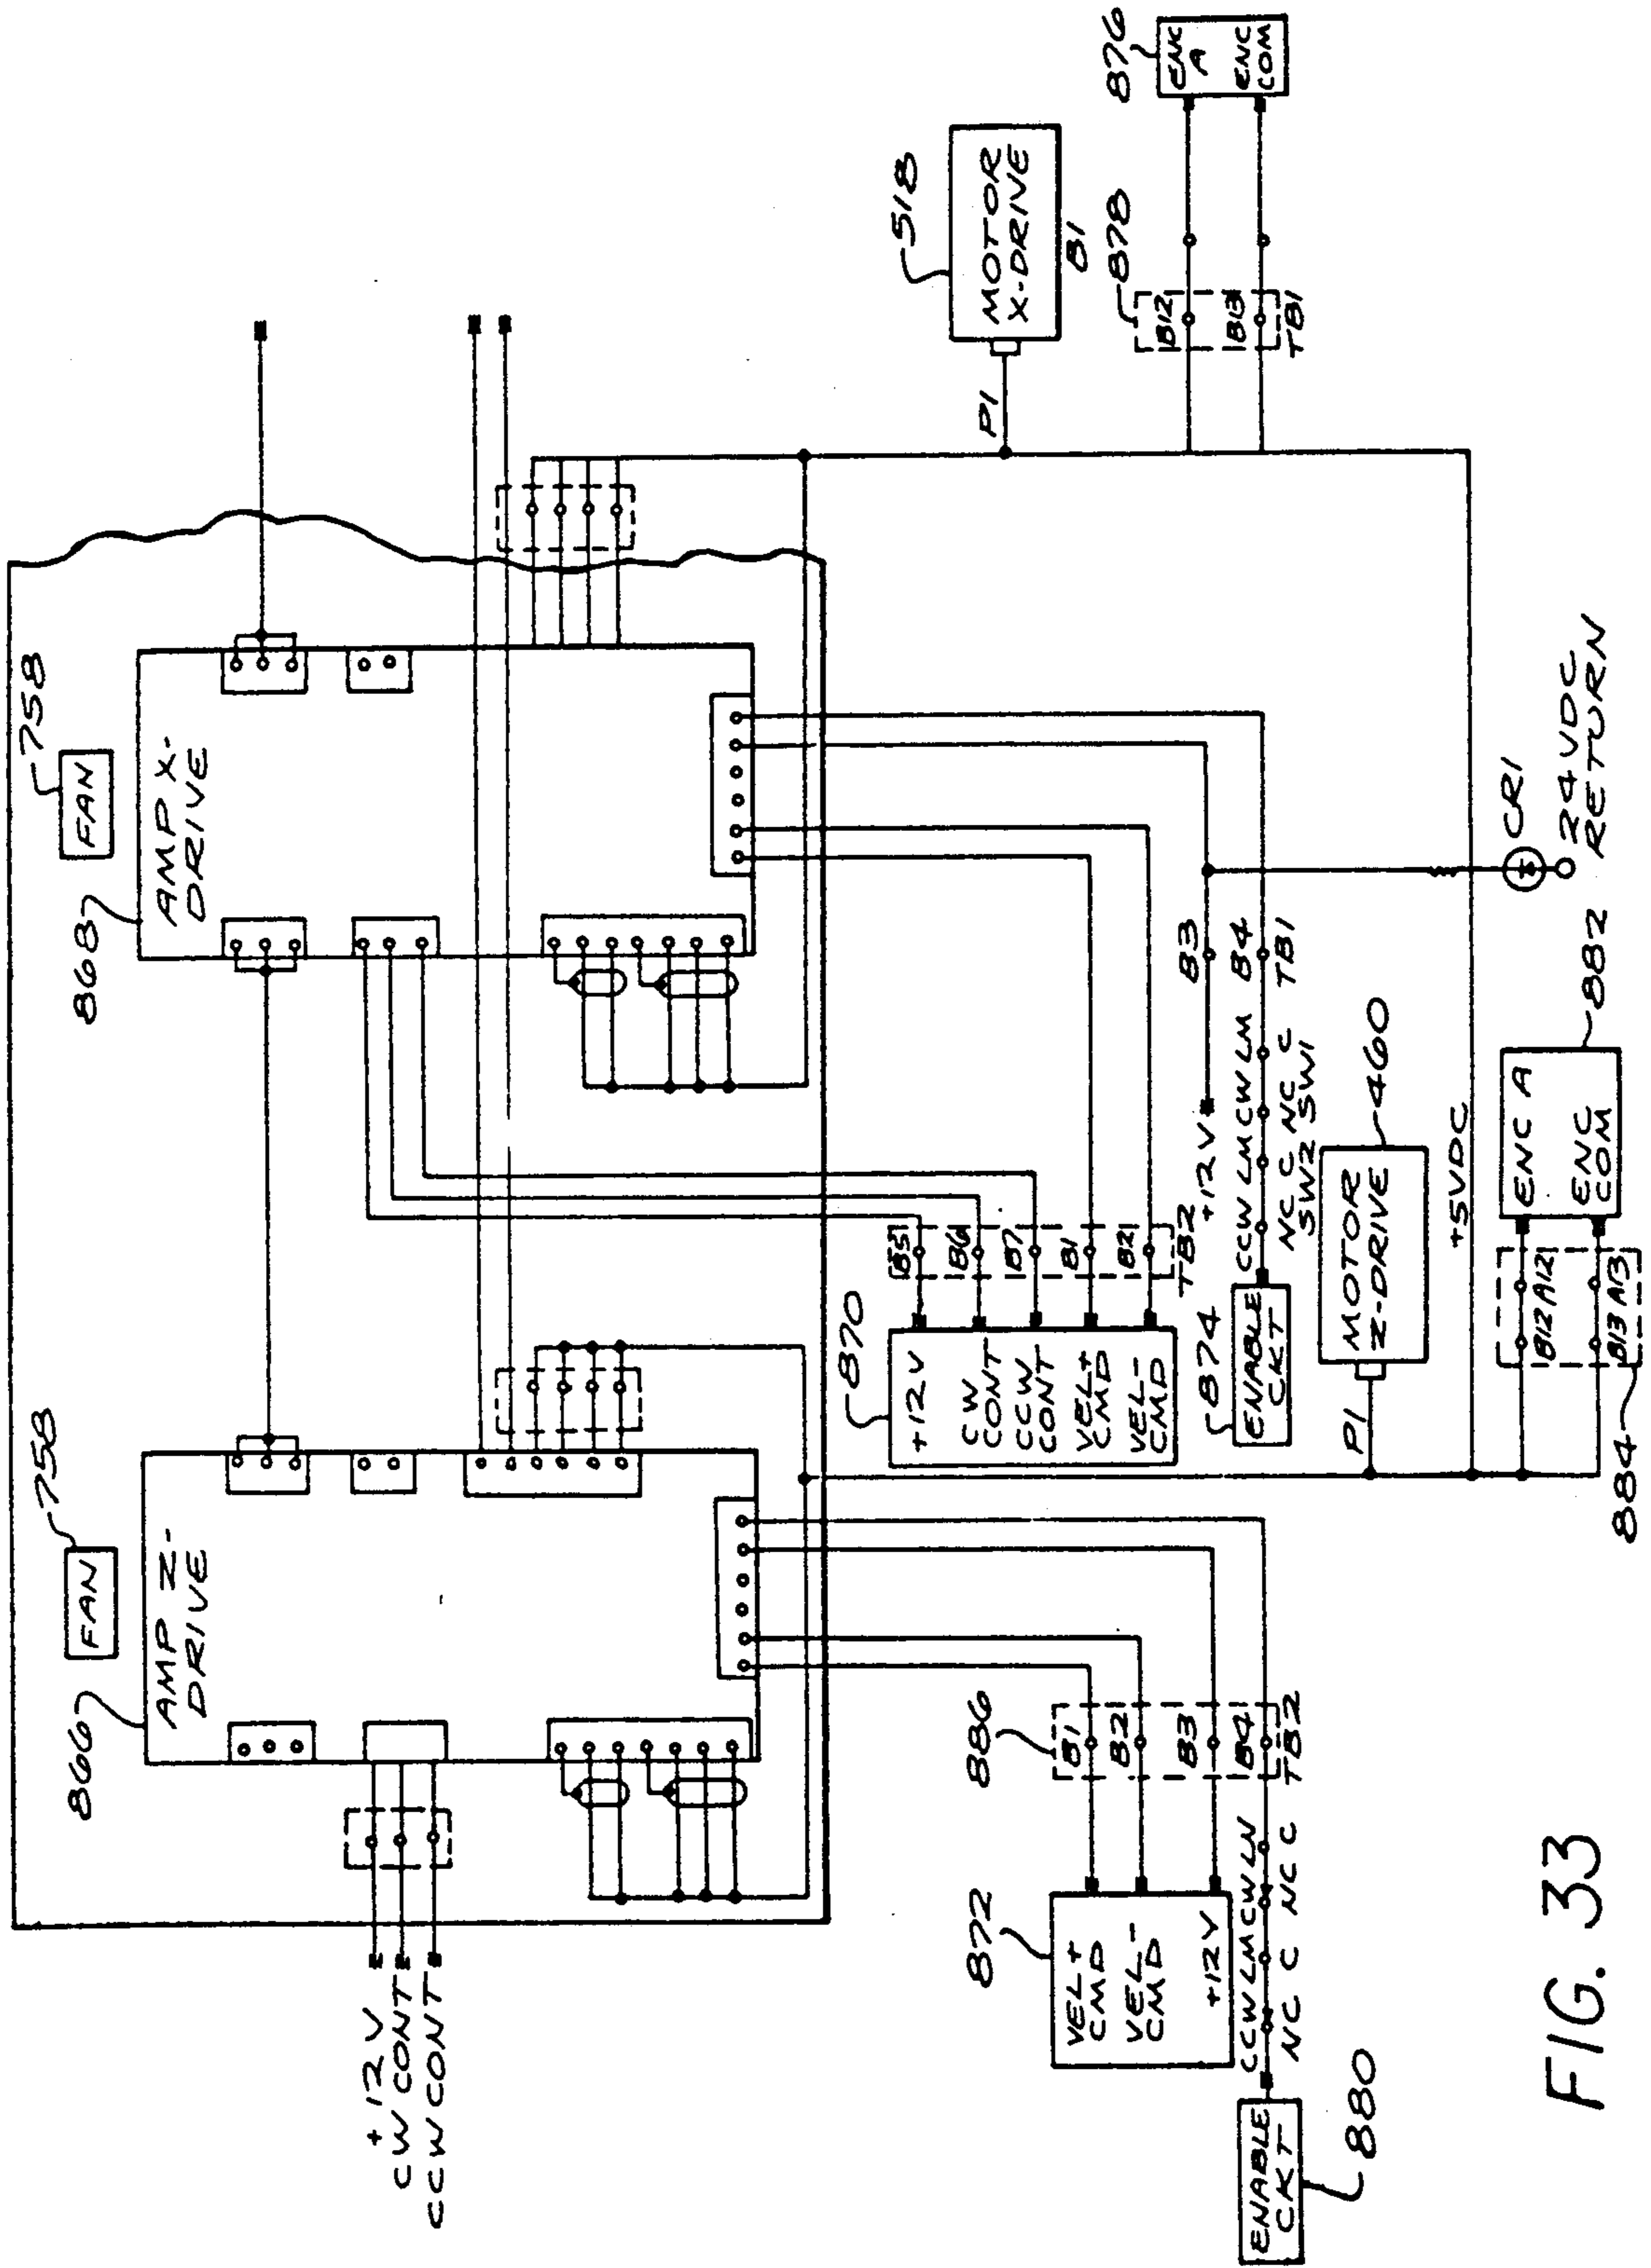 758
FAN
866
AMP Z-
DRIVE
+12V
CW CONT
CCW CONT
758
FAN
868
AMP X-
DRIVE
518
MOTOR
X-DRIVE
B1
P1
876
ENC
A
ENC
COM
878
B12
B13
TB1
870
+12V
CW
CONT
CCW
CONT
VEL+
CMD
VEL-
CMD
B5
B6
B7
B1
B2
TB2
+12V
B3
874
ENABLE
CKT
CCW LM CW LM B4
NC C NC C TB1
SW2 SW1
MOTOR
Z-DRIVE
460
P1
+5VDC
CR1
24VDC
RETURN
882
ENC A
ENC
COM
B12 A12
B13 A13
884
886
B1
B2
B3
B4
TB2
872
VEL+
CMD
VEL-
CMD
+12V
CCW LM CW LN
NC C NC C
ENABLE
CKT
880
FIG. 33